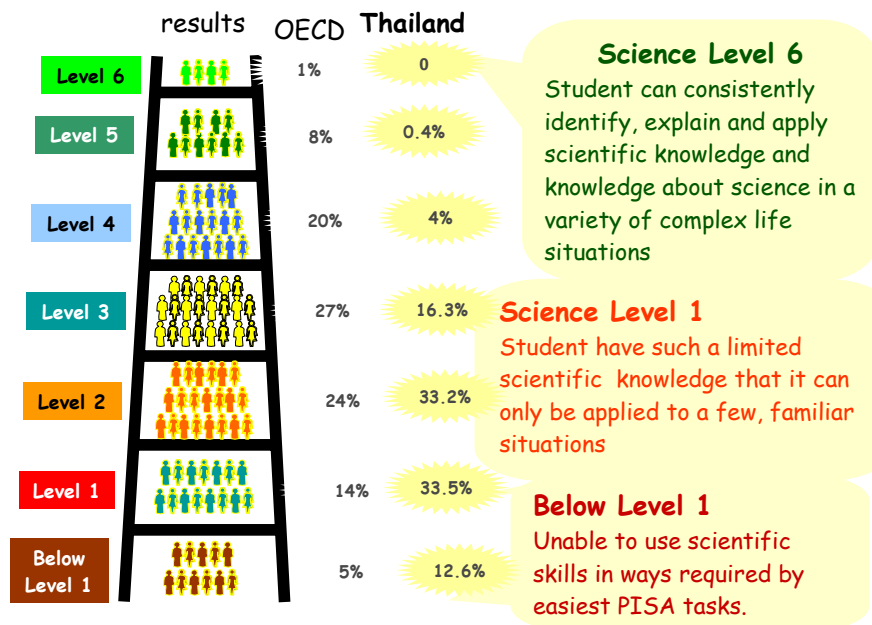 results OECD Thailand
Level 6 1% 0
Level 5 8% 0.4%
Level 4 20% 4%
Level 3 27% 16.3%
Level 2 24% 33.2%
Level 1 14% 33.5%
Below
Level 1 5% 12.6%
Science Level 6
Student can consistently
identify, explain and apply
scientific knowledge and
knowledge about science in a
variety of complex life
situations
Science Level 1
Student have such a limited
scientific knowledge that it can
only be applied to a few, familiar
situations
Below Level 1
Unable to use scientific
skills in ways required by
easiest PISA tasks.